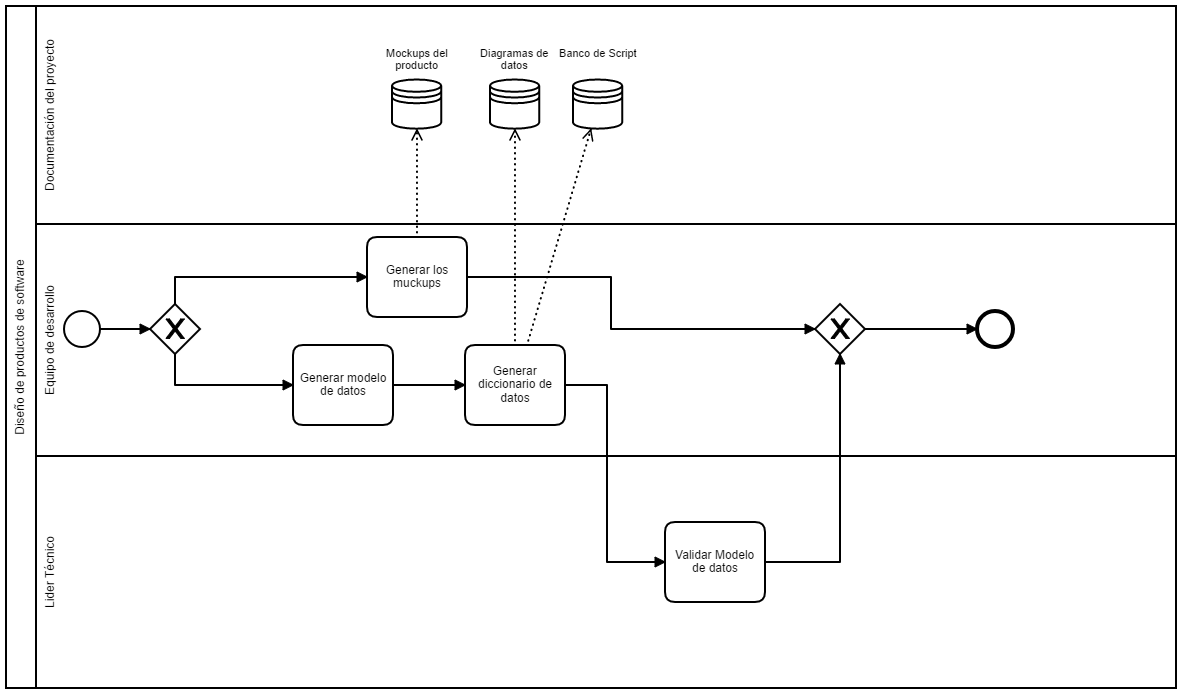 Diseño de productos de software
Documentación del proyecto
Mockups del
producto
Diagramas de
datos
Banco de Script
Equipo de desarrollo
Generar los
muckups
Generar modelo
de datos
Generar
diccionario de
datos
Lider Técnico
Validar Modelo
de datos